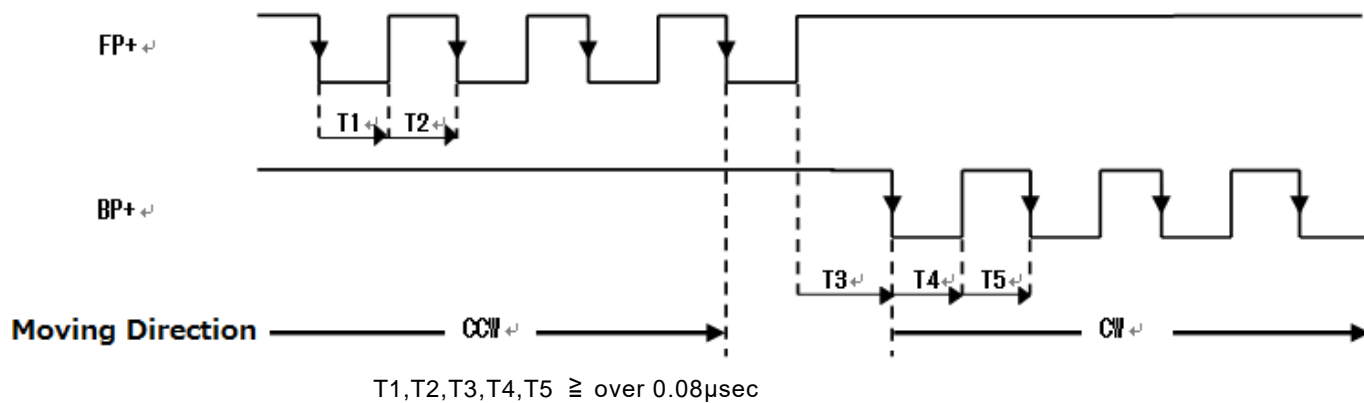 FP+ ↵
T1 ↵ T2 ↵
BP+ ↵
T3 ↵ T4 ↵ T5 ↵
Moving Direction CCW ↵ CW ↵
T1,T2,T3,T4,T5 ≧ over 0.08μsec